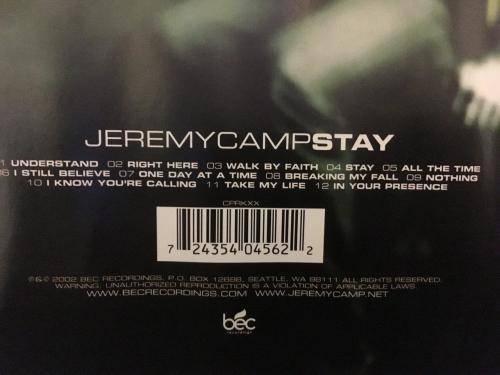 JEREMYCAMPSTAY
1 UNDERSTAND 02 RIGHT HERE 03 WALK BY FAITH 04 STAY 05 ALL THE TIME
06 I STILL BELIEVE 07 ONE DAY AT A TIME 08 BREAKING MY FALL 09 NOTHING
10 I KNOW YOU'RE CALLING 11 TAKE MY LIFE 12 IN YOUR PRESENCE
CPRXXX
7 24354 04562 2
℗& © 2002 BEC RECORDINGS, P.O. BOX 12698, SEATTLE, WA 98111 ALL RIGHTS RESERVED.
WARNING: UNAUTHORIZED REPRODUCTION IS A VIOLATION OF APPLICABLE LAWS.
WWW.BECRECORDINGS.COM WWW.JEREMYCAMP.NET
bec
recordings